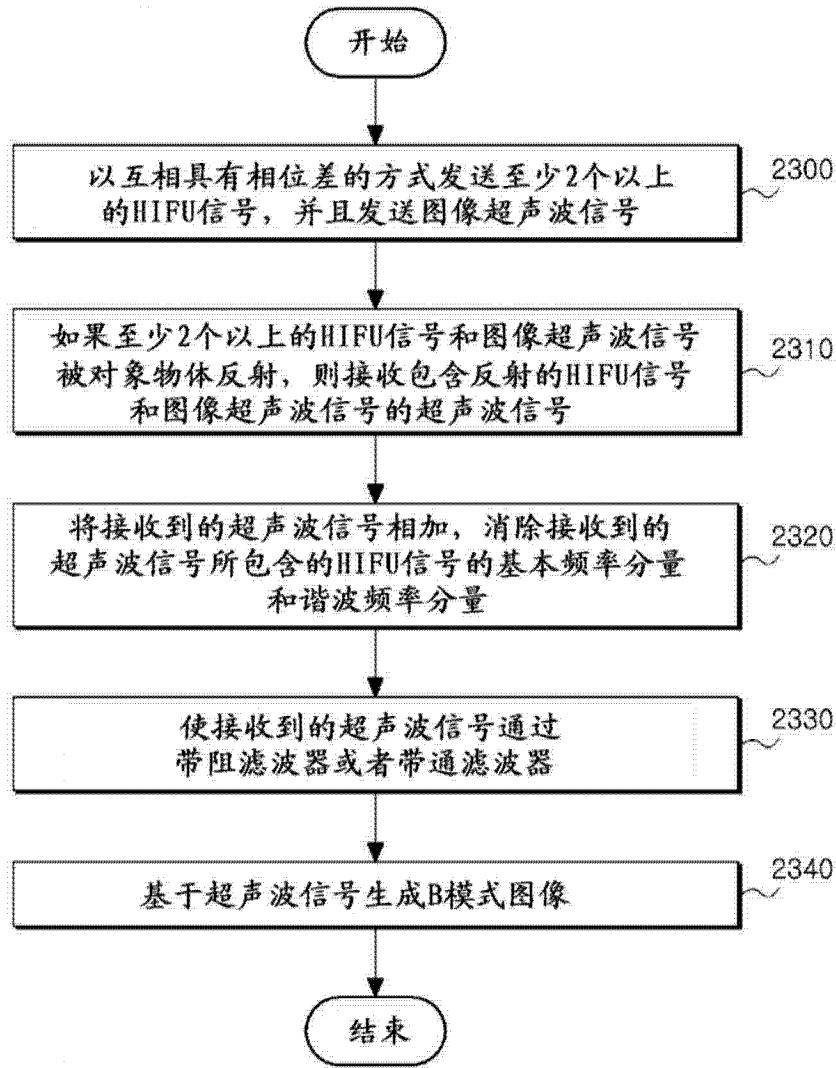 开始
以互相具有相位差的方式发送至少2个以上
的HIFU信号，并且发送图像超声波信号
2300
如果至少2个以上的HIFU信号和图像超声波信号
被对象物体反射，则接收包含反射的HIFU信号
和图像超声波信号的超声波信号
2310
将接收到的超声波信号相加，消除接收到的
超声波信号所包含的HIFU信号的基本频率分量
和谐波频率分量
2320
使接收到的超声波信号通过
带阻滤波器或者带通滤波器
2330
基于超声波信号生成B模式图像
2340
结束